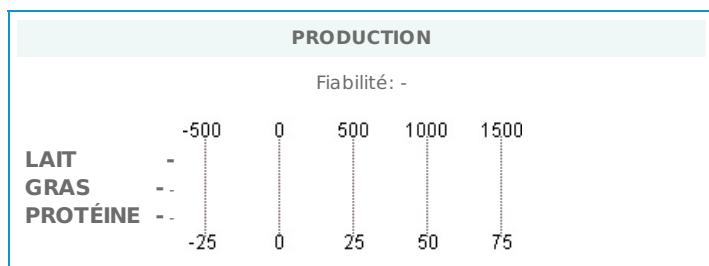 PRODUCTION
Fiabilité: -
-500 0 500 1000 1500
LAIT -
GRAS - -
PROTÉINE - -
-25 0 25 50 75